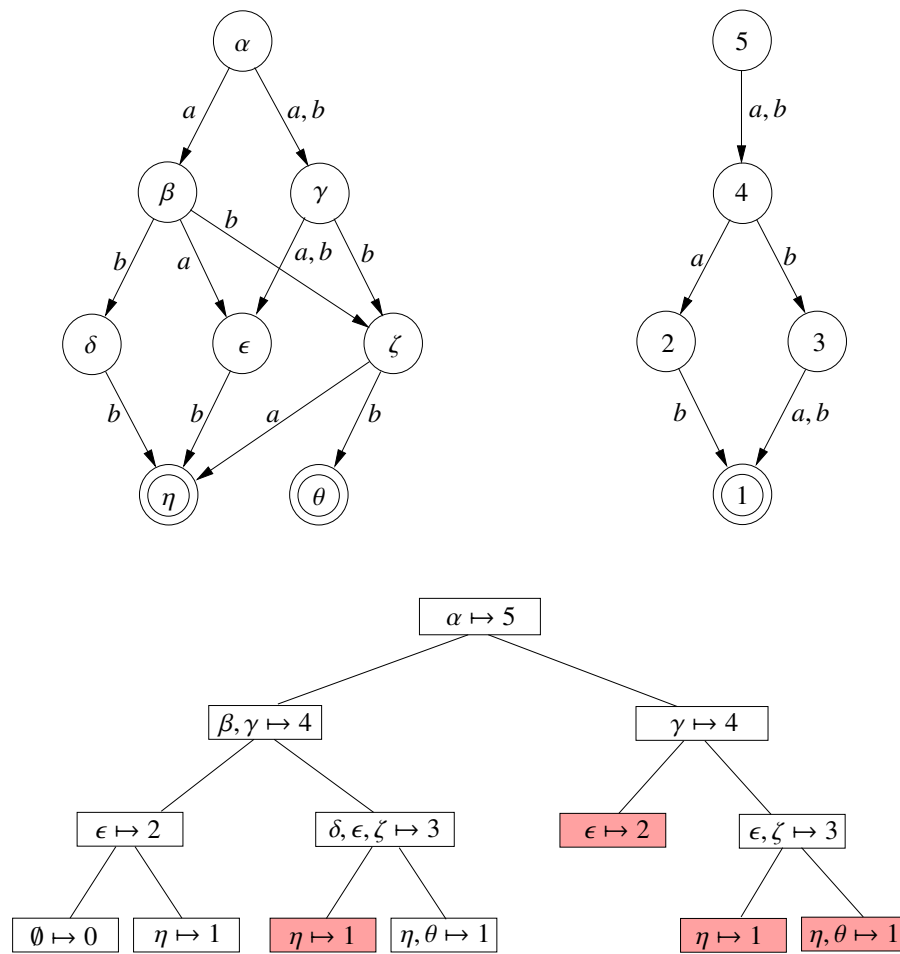 α 5
a a, b a, b
β γ 4
b b a a, b b a b
δ ϵ ζ 2 3
b b a b b a, b
η θ 1
α ↦ 5
β, γ ↦ 4 γ ↦ 4
ϵ ↦ 2 δ, ϵ, ζ ↦ 3 ϵ ↦ 2 ϵ, ζ ↦ 3
∅ ↦ 0 η ↦ 1 η ↦ 1 η, θ ↦ 1 η ↦ 1 η, θ ↦ 1